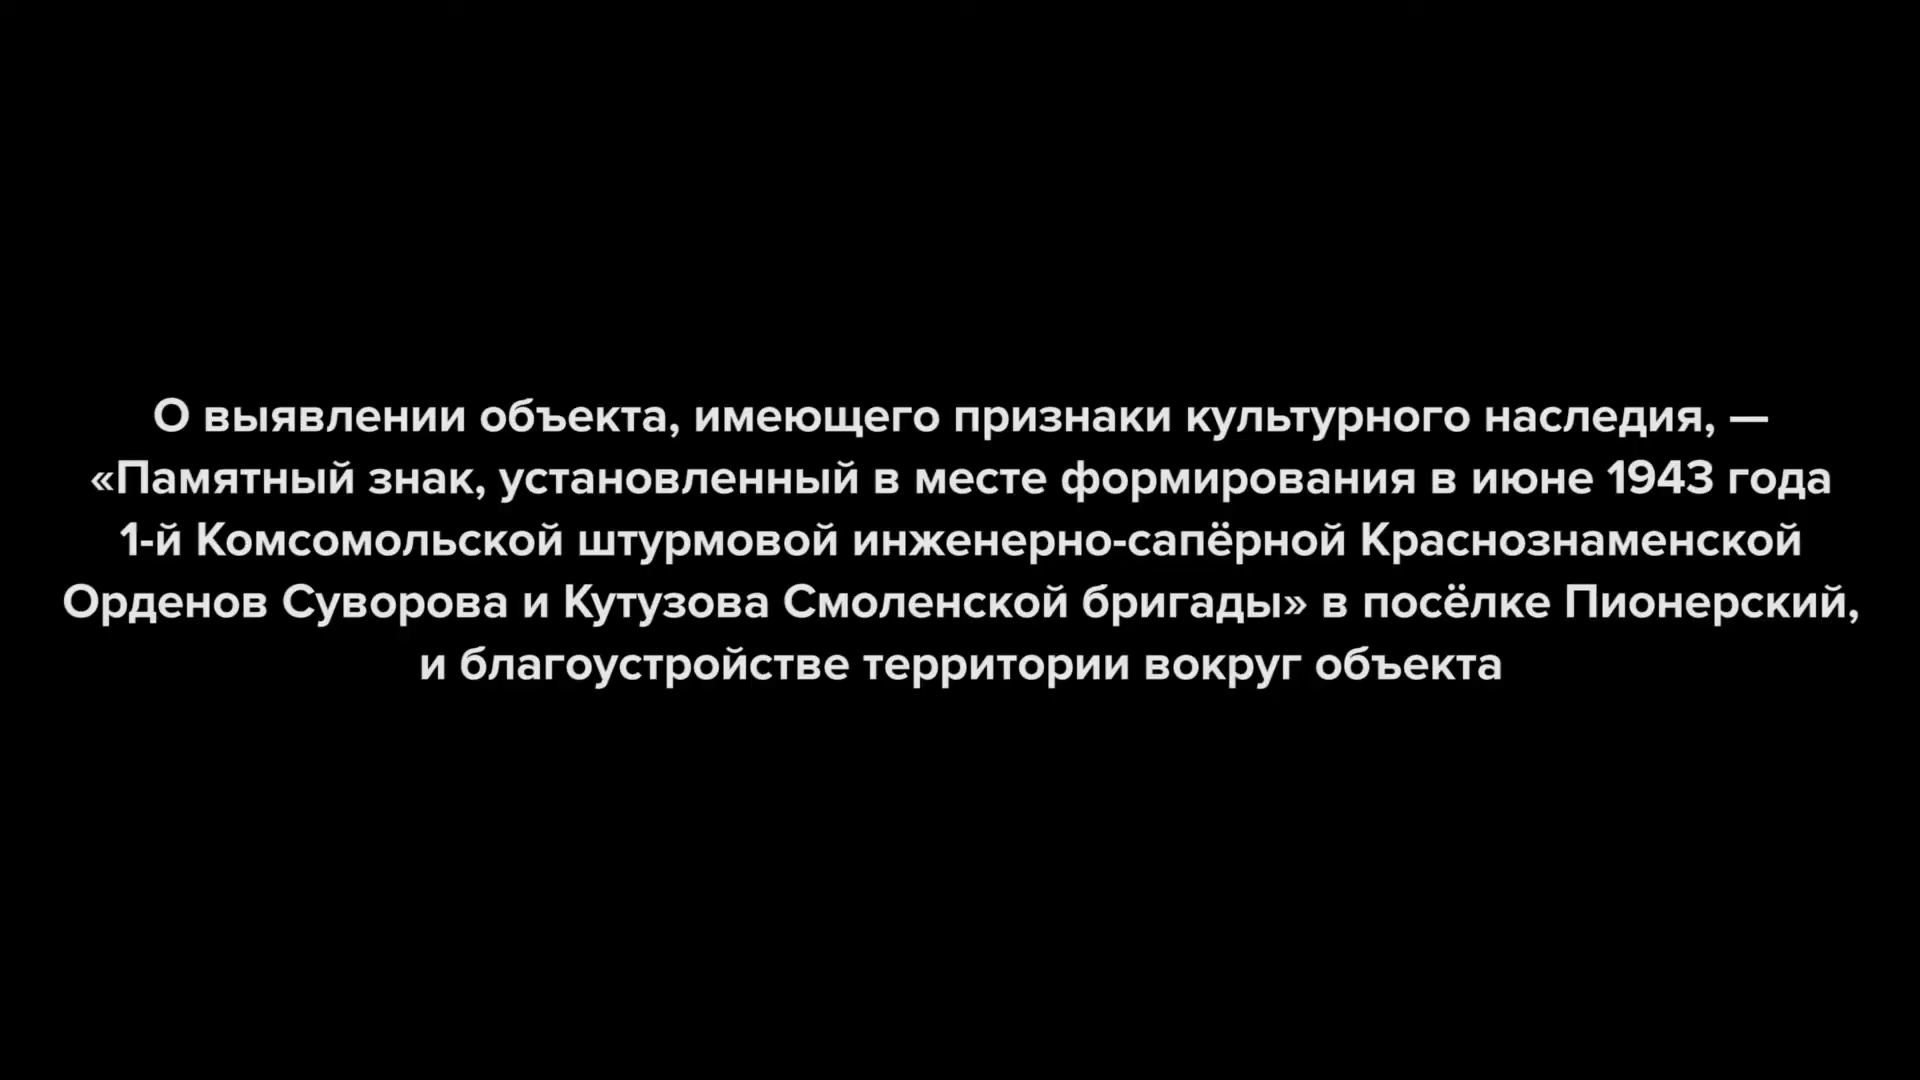 О выявлении объекта, имеющего признаки культурного наследия, —
«Памятный знак, установленный в месте формирования в июне 1943 года
1-й Комсомольской штурмовой инженерно-сапёрной Краснознаменской
Орденов Суворова и Кутузова Смоленской бригады» в посёлке Пионерский,
и благоустройстве территории вокруг объекта